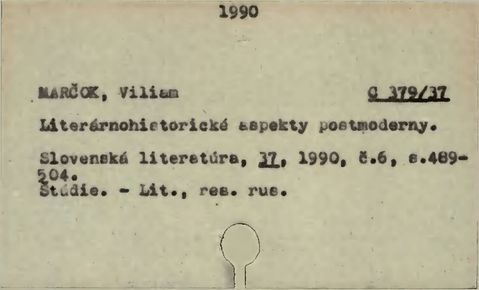 1990
MARČOK, Viliam
C 379/37
Literárnohistorické aspekty postmoderny.
Slovenská literatúra, 37, 1990, č.6, s.489-
504.
Štúdie. - Lit., res. rus.